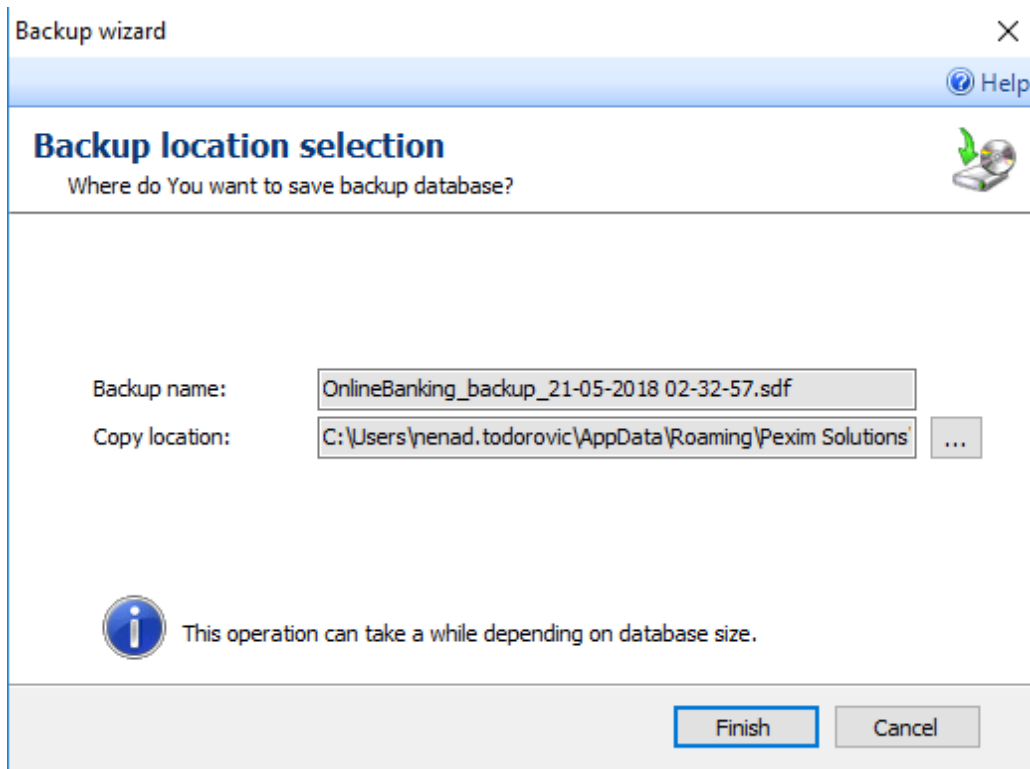 Backup wizard
Help
Backup location selection
Where do You want to save backup database?
Backup name: OnlineBanking_backup_21-05-2018 02-32-57.sdf
Copy location: C:\Users\nenad.todorovic\AppData\Roaming\Pexim Solutions ...
This operation can take a while depending on database size.
Finish Cancel